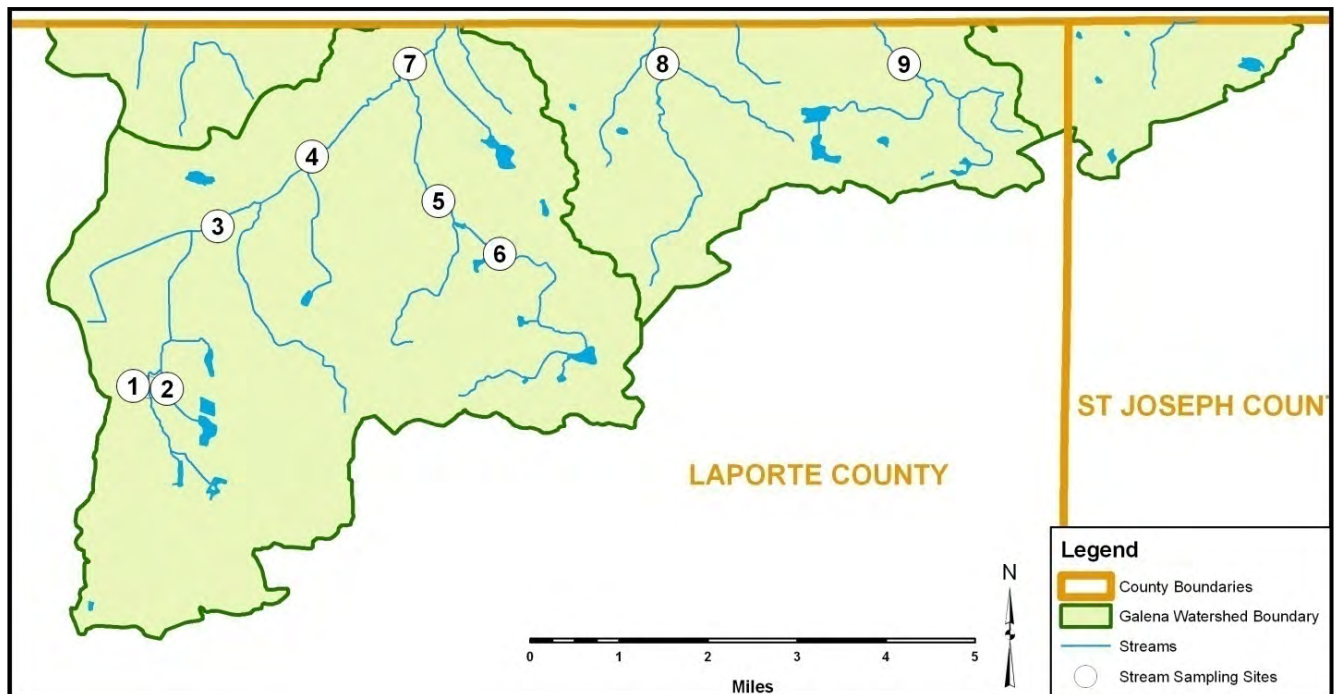 7
8
9
4
5
3
6
1
2
ST JOSEPH COUNT
LAPORTE COUNTY
N
0 1 2 3 4 5
Miles
Legend
County Boundaries
Galena Watershed Boundary
Streams
Stream Sampling Sites